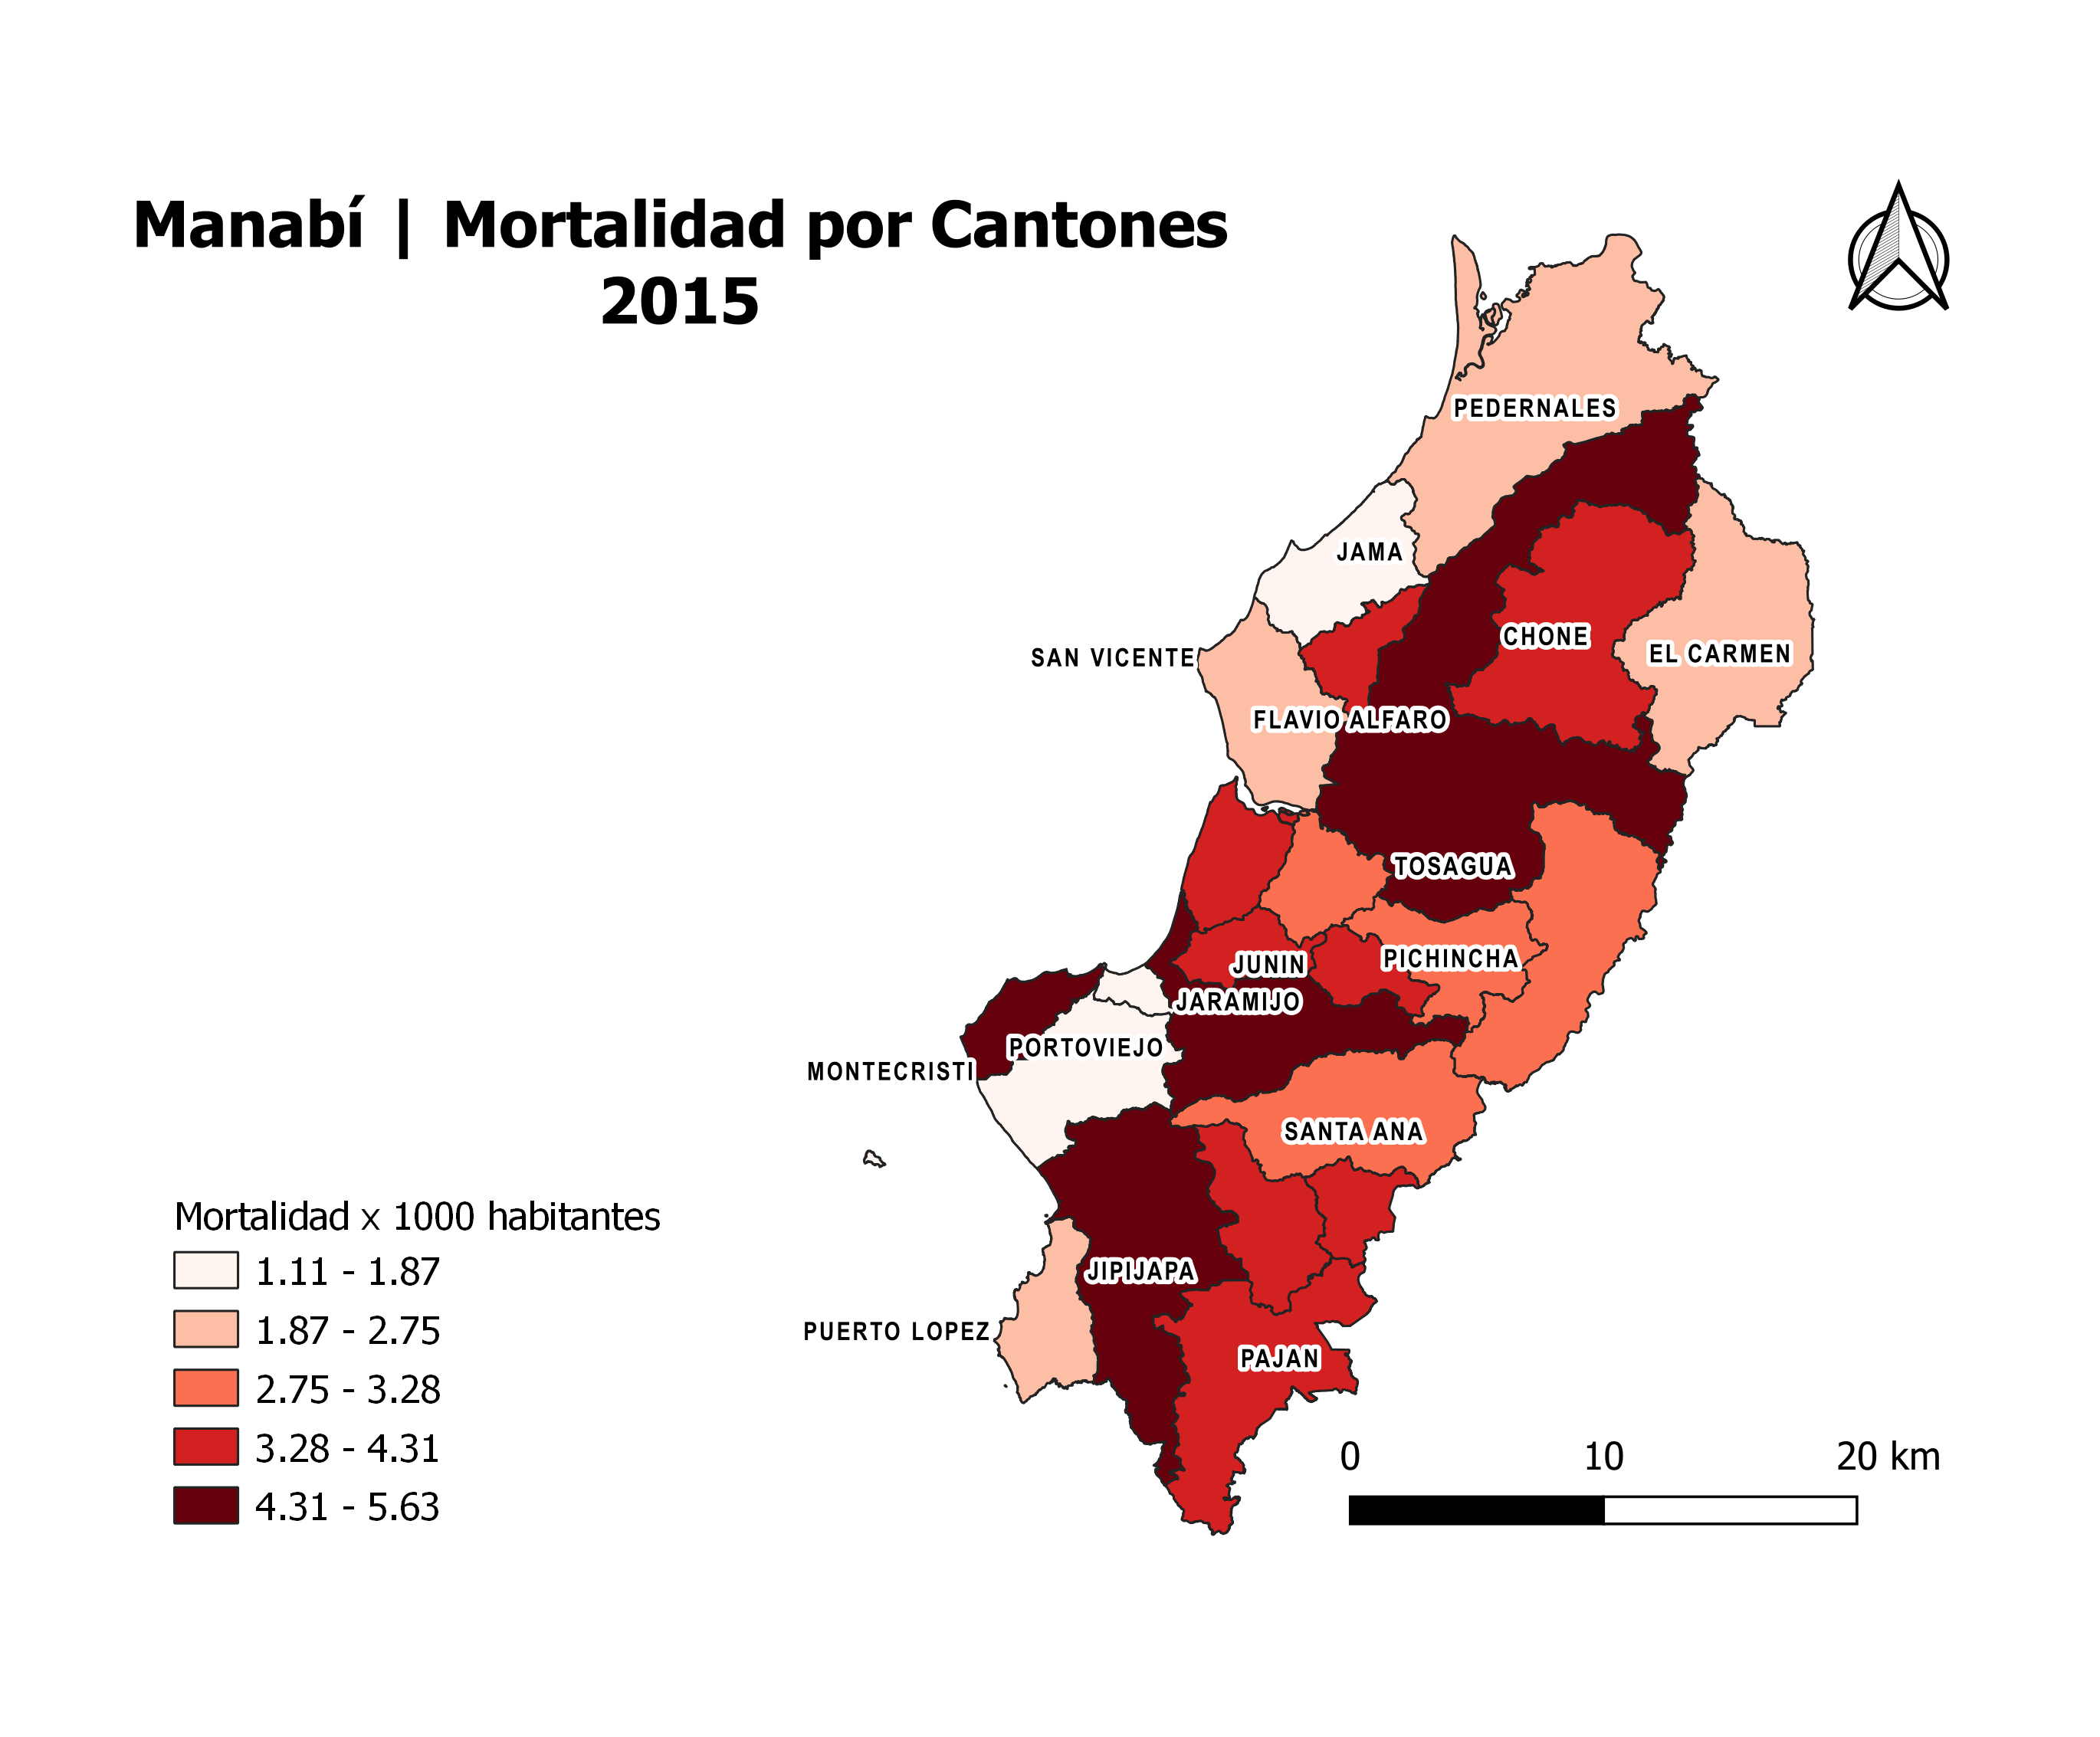 Manabí | Mortalidad por Cantones
2015
PEDERNALES
JAMA
CHONE
SAN VICENTE
EL CARMEN
FLAVIO ALFARO
TOSAGUA
PICHINCHA
JUNIN
JARAMIJO
PORTOVIEJO
MONTECRISTI
SANTA ANA
JIPIJAPA
PUERTO LOPEZ
PAJAN
Mortalidad x 1000 habitantes
1.11 - 1.87
1.87 - 2.75
2.75 - 3.28
3.28 - 4.31
4.31 - 5.63
0 10 20 km